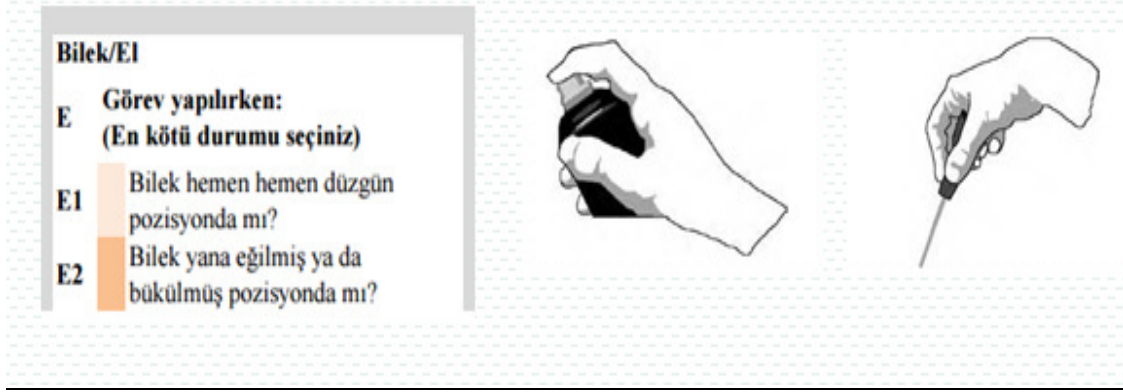 Bilek/El
E Görev yapılırken:
(En kötü durumu seçiniz)
E1 Bilek hemen hemen düzgün
pozisyonda mı?
E2 Bilek yana eğilmiş ya da
bükülmüş pozisyonda mı?